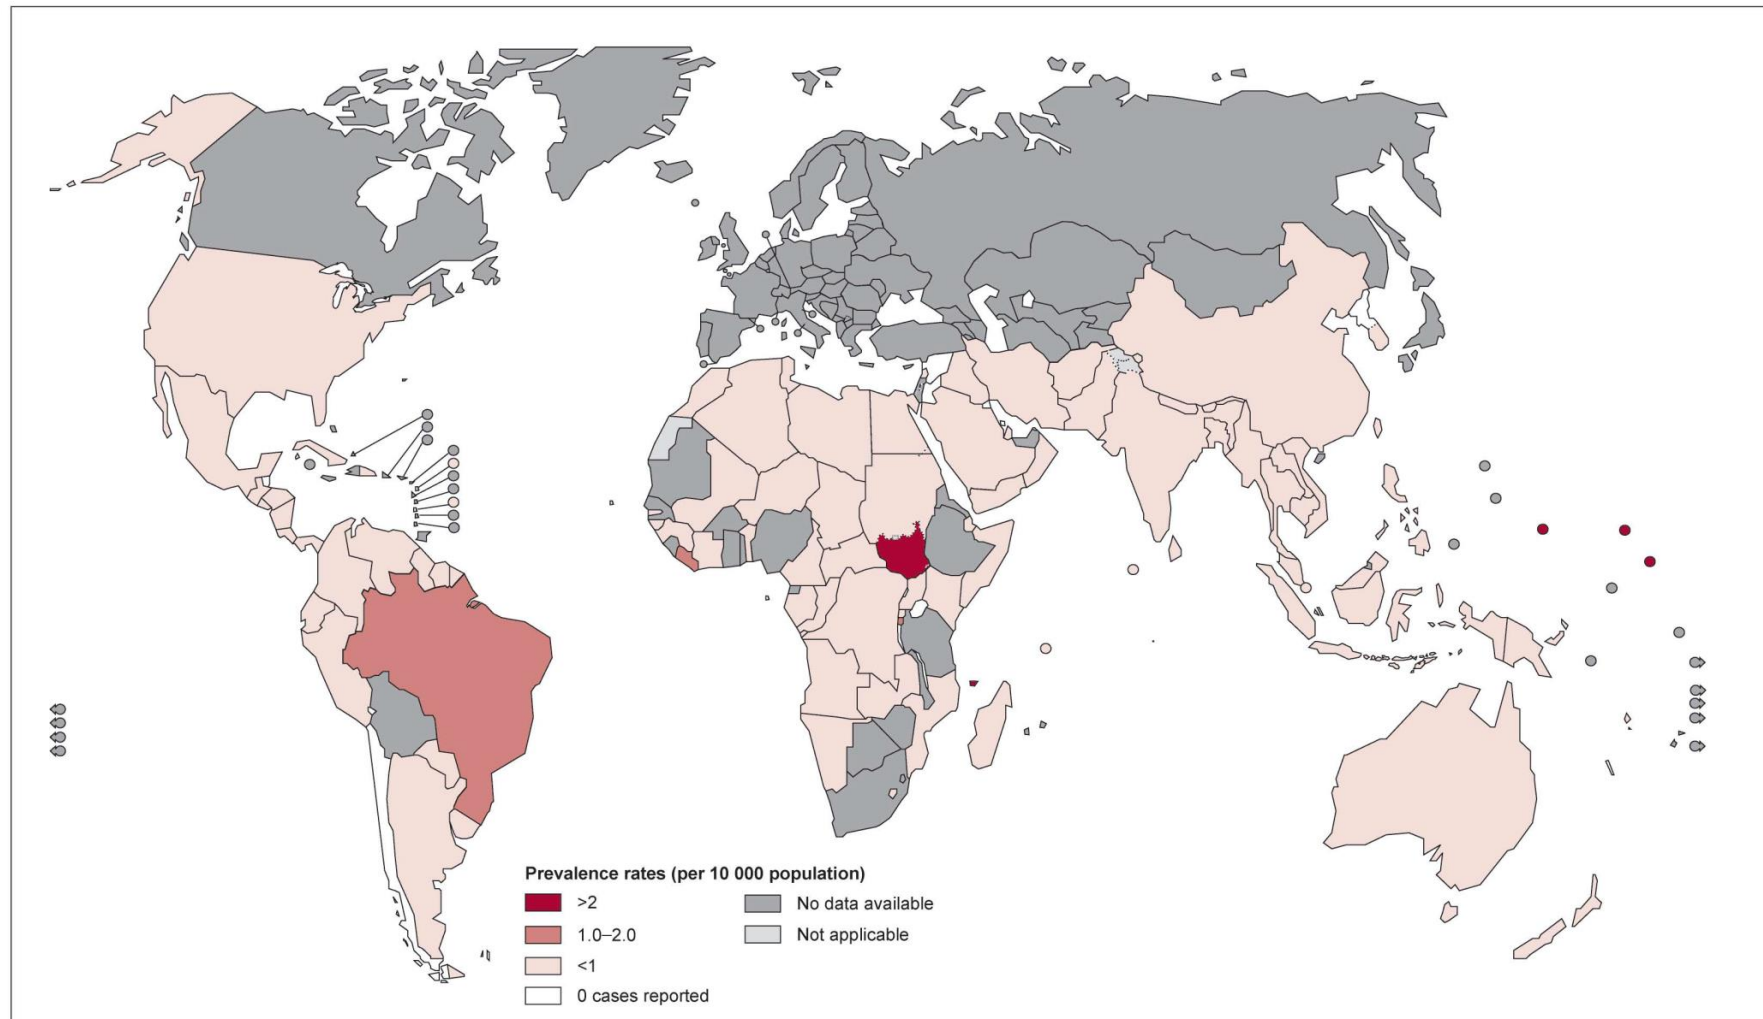 Prevalence rates (per 10 000 population)
>2
1.0–2.0
<1
0 cases reported
No data available
Not applicable